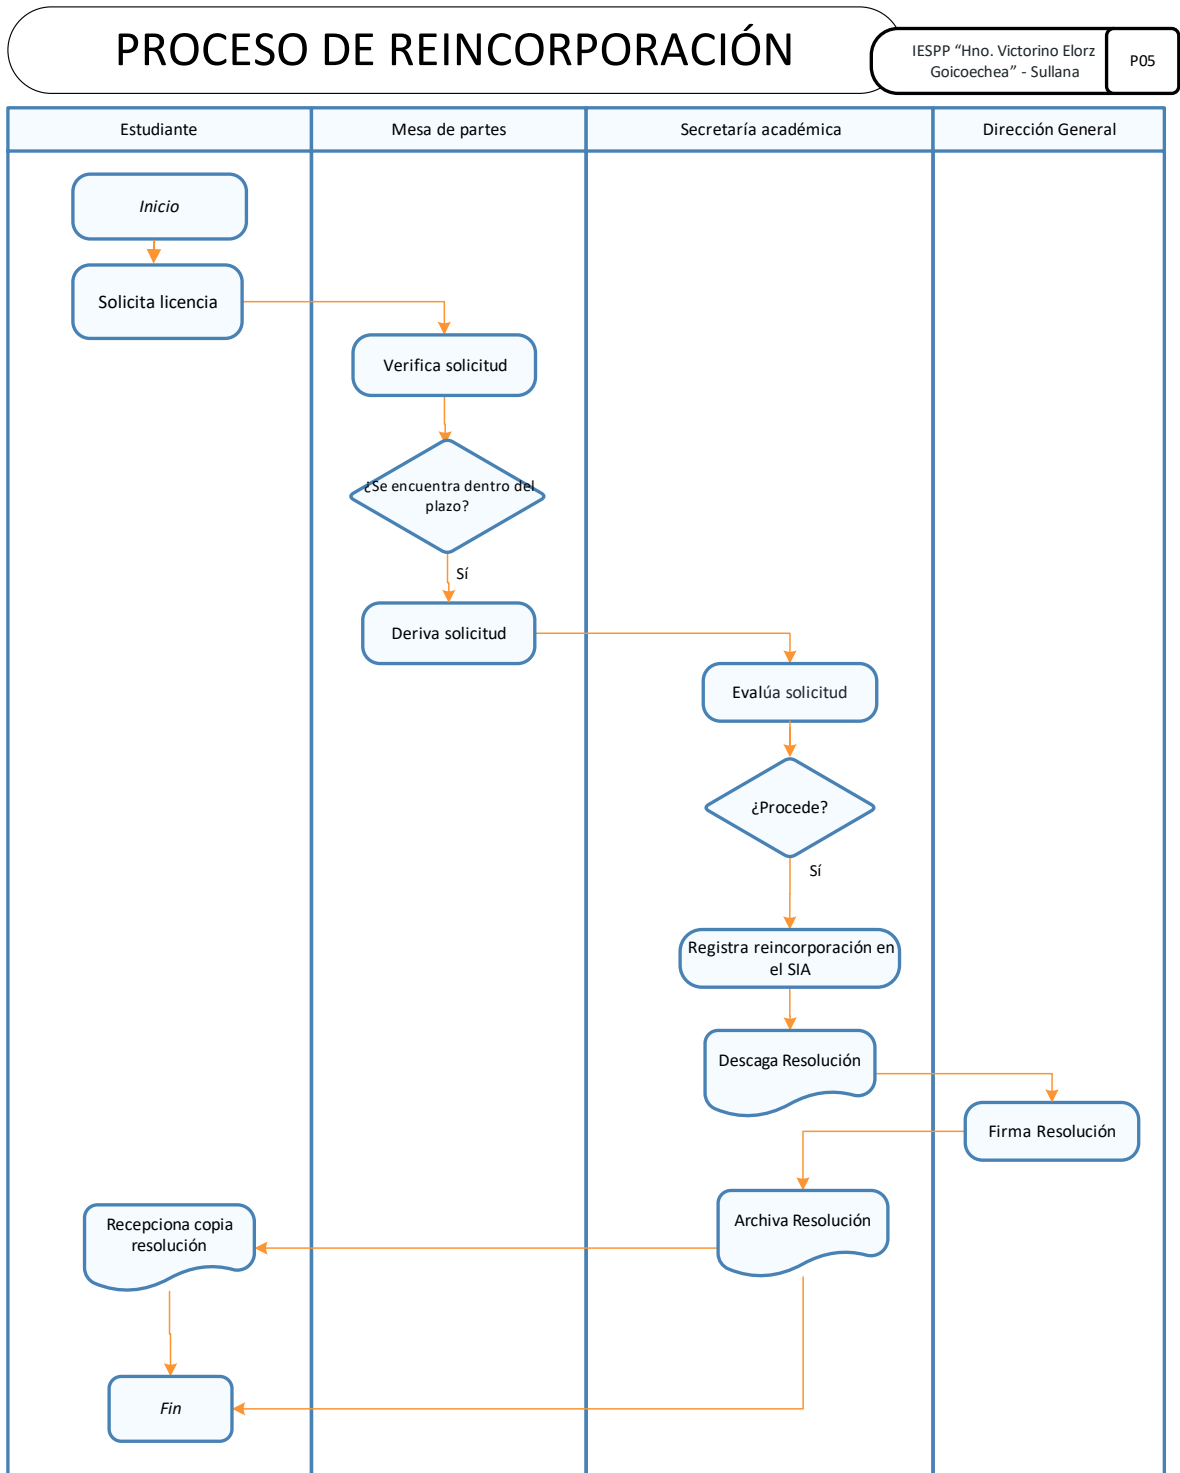 PROCESO DE REINCORPORACIÓN
IESPP “Hno. Victorino Elorz
Goicoechea” - Sullana
P05
Estudiante
Mesa de partes
Secretaría académica
Dirección General
Inicio
Solicita licencia
Verifica solicitud
¿Se encuentra dentro del
plazo?
Sí
Deriva solicitud
Evalúa solicitud
¿Procede?
Sí
Registra reincorporación en
el SIA
Descaga Resolución
Firma Resolución
Archiva Resolución
Recepciona copia
resolución
Fin